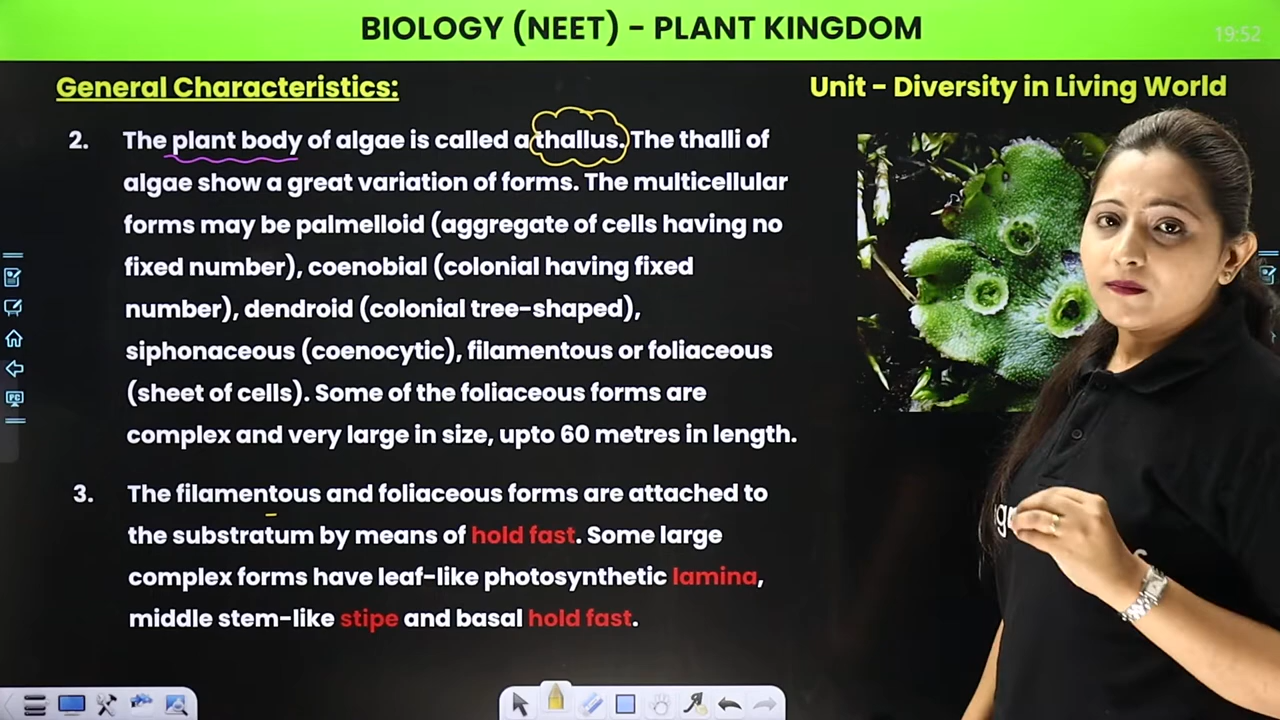 BIOLOGY (NEET) - PLANT KINGDOM
19:52
General Characteristics:
Unit - Diversity in Living World
2. The plant body of algae is called a thallus. The thalli of
algae show a great variation of forms. The multicellular
forms may be palmelloid (aggregate of cells having no
fixed number), coenobial (colonial having fixed
number), dendroid (colonial tree-shaped),
siphonaceous (coenocytic), filamentous or foliaceous
(sheet of cells). Some of the foliaceous forms are
complex and very large in size, upto 60 metres in length.
3. The filamentous and foliaceous forms are attached to
the substratum by means of hold fast. Some large
complex forms have leaf-like photosynthetic lamina,
middle stem-like stipe and basal hold fast.